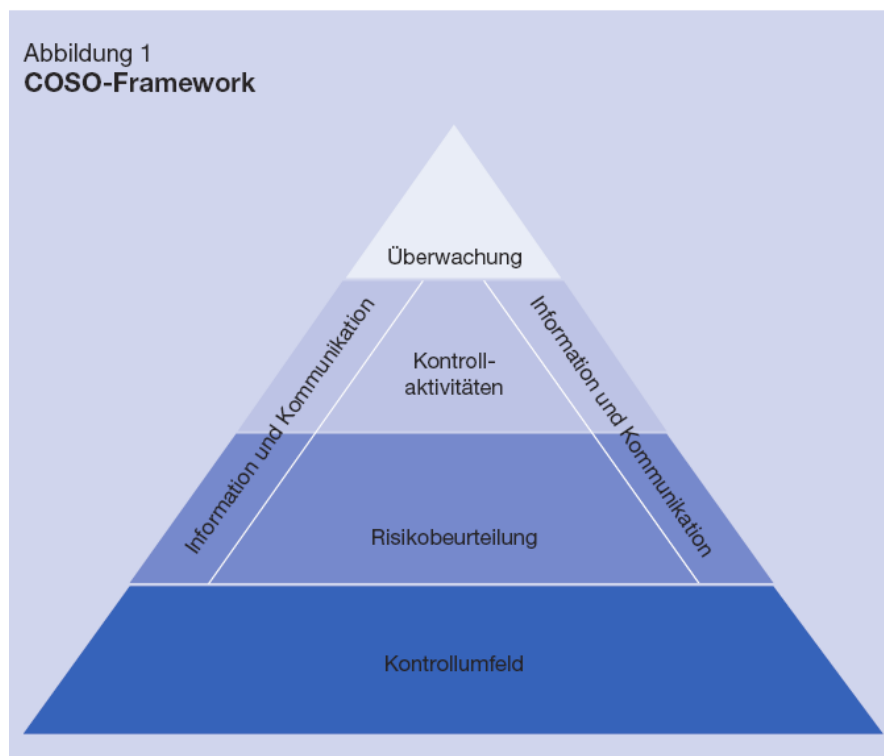 Abbildung 1
COSO-Framework
Überwachung
Information und Kommunikation
Kontroll-
aktivitäten
Information und Kommunikation
Risikobeurteilung
Kontrollumfeld